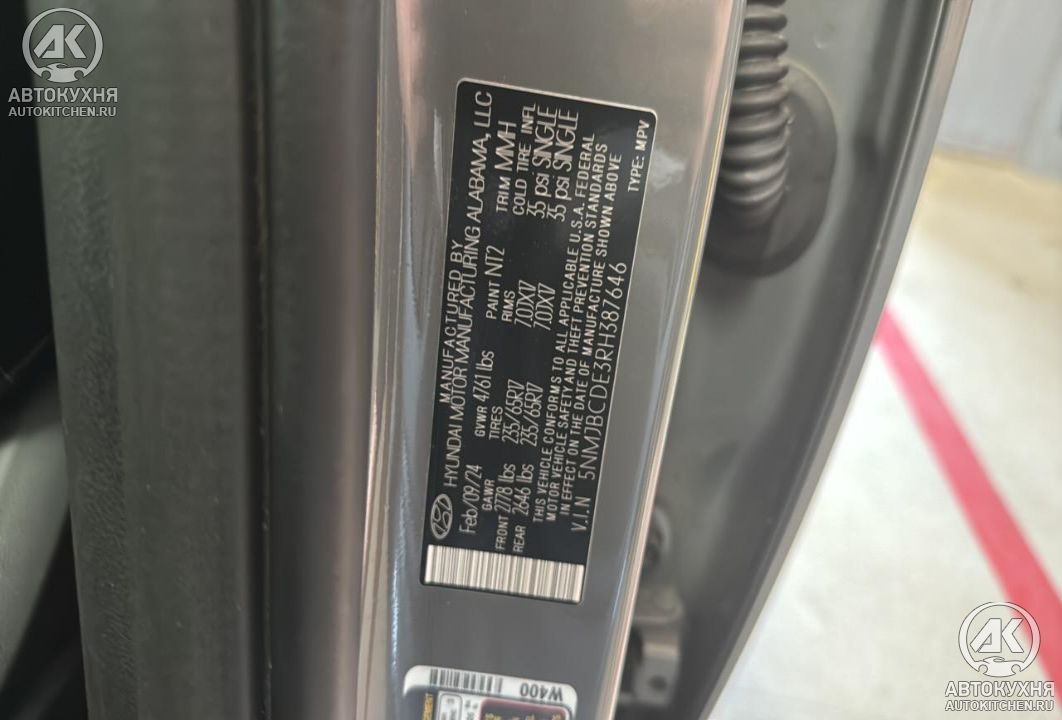 АВТОКУХНЯ
AUTOKITCHEN.RU
MANUFACTURED BY
HYUNDAI MOTOR MANUFACTURING ALABAMA, LLC
Feb/09/24 GVWR 4761 lbs PAINT NT2 TRIM MMH
GAWR TIRES RIMS COLD TIRE INFL
FRONT 2778 lbs 235/65R17 7.0JX17 35 psi SINGLE
REAR 2646 lbs 235/65R17 7.0JX17 35 psi SINGLE
THIS VEHICLE CONFORMS TO ALL APPLICABLE U.S.A. FEDERAL
MOTOR VEHICLE SAFETY AND THEFT PREVENTION STANDARDS
IN EFFECT ON THE DATE OF MANUFACTURE SHOWN ABOVE
V.I.N 5NMJBCDE3RH387646 TYPE: MPV
W400
АВТОКУХНЯ
AUTOKITCHEN.RU